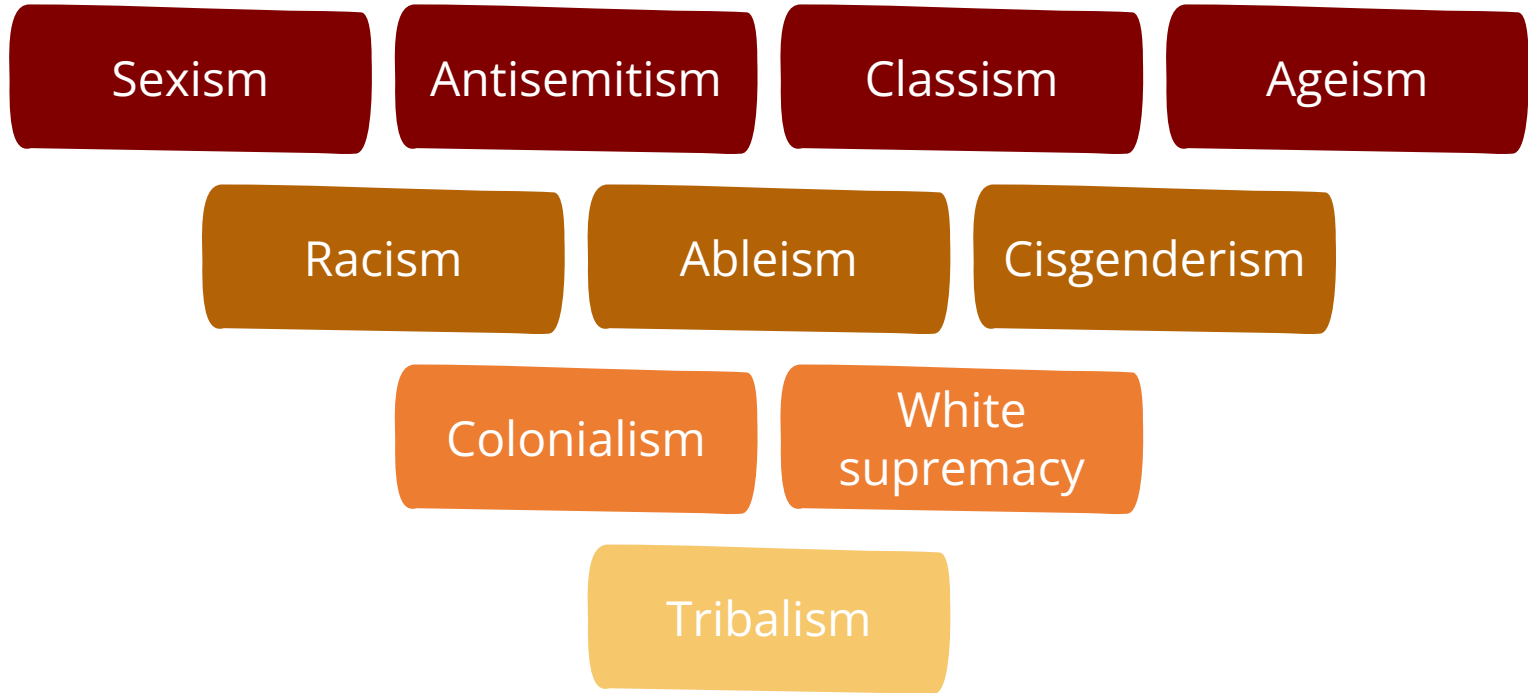 Sexism
Antisemitism
Classism
Ageism
Racism
Ableism
Cisgenderism
Colonialism
White
supremacy
Tribalism